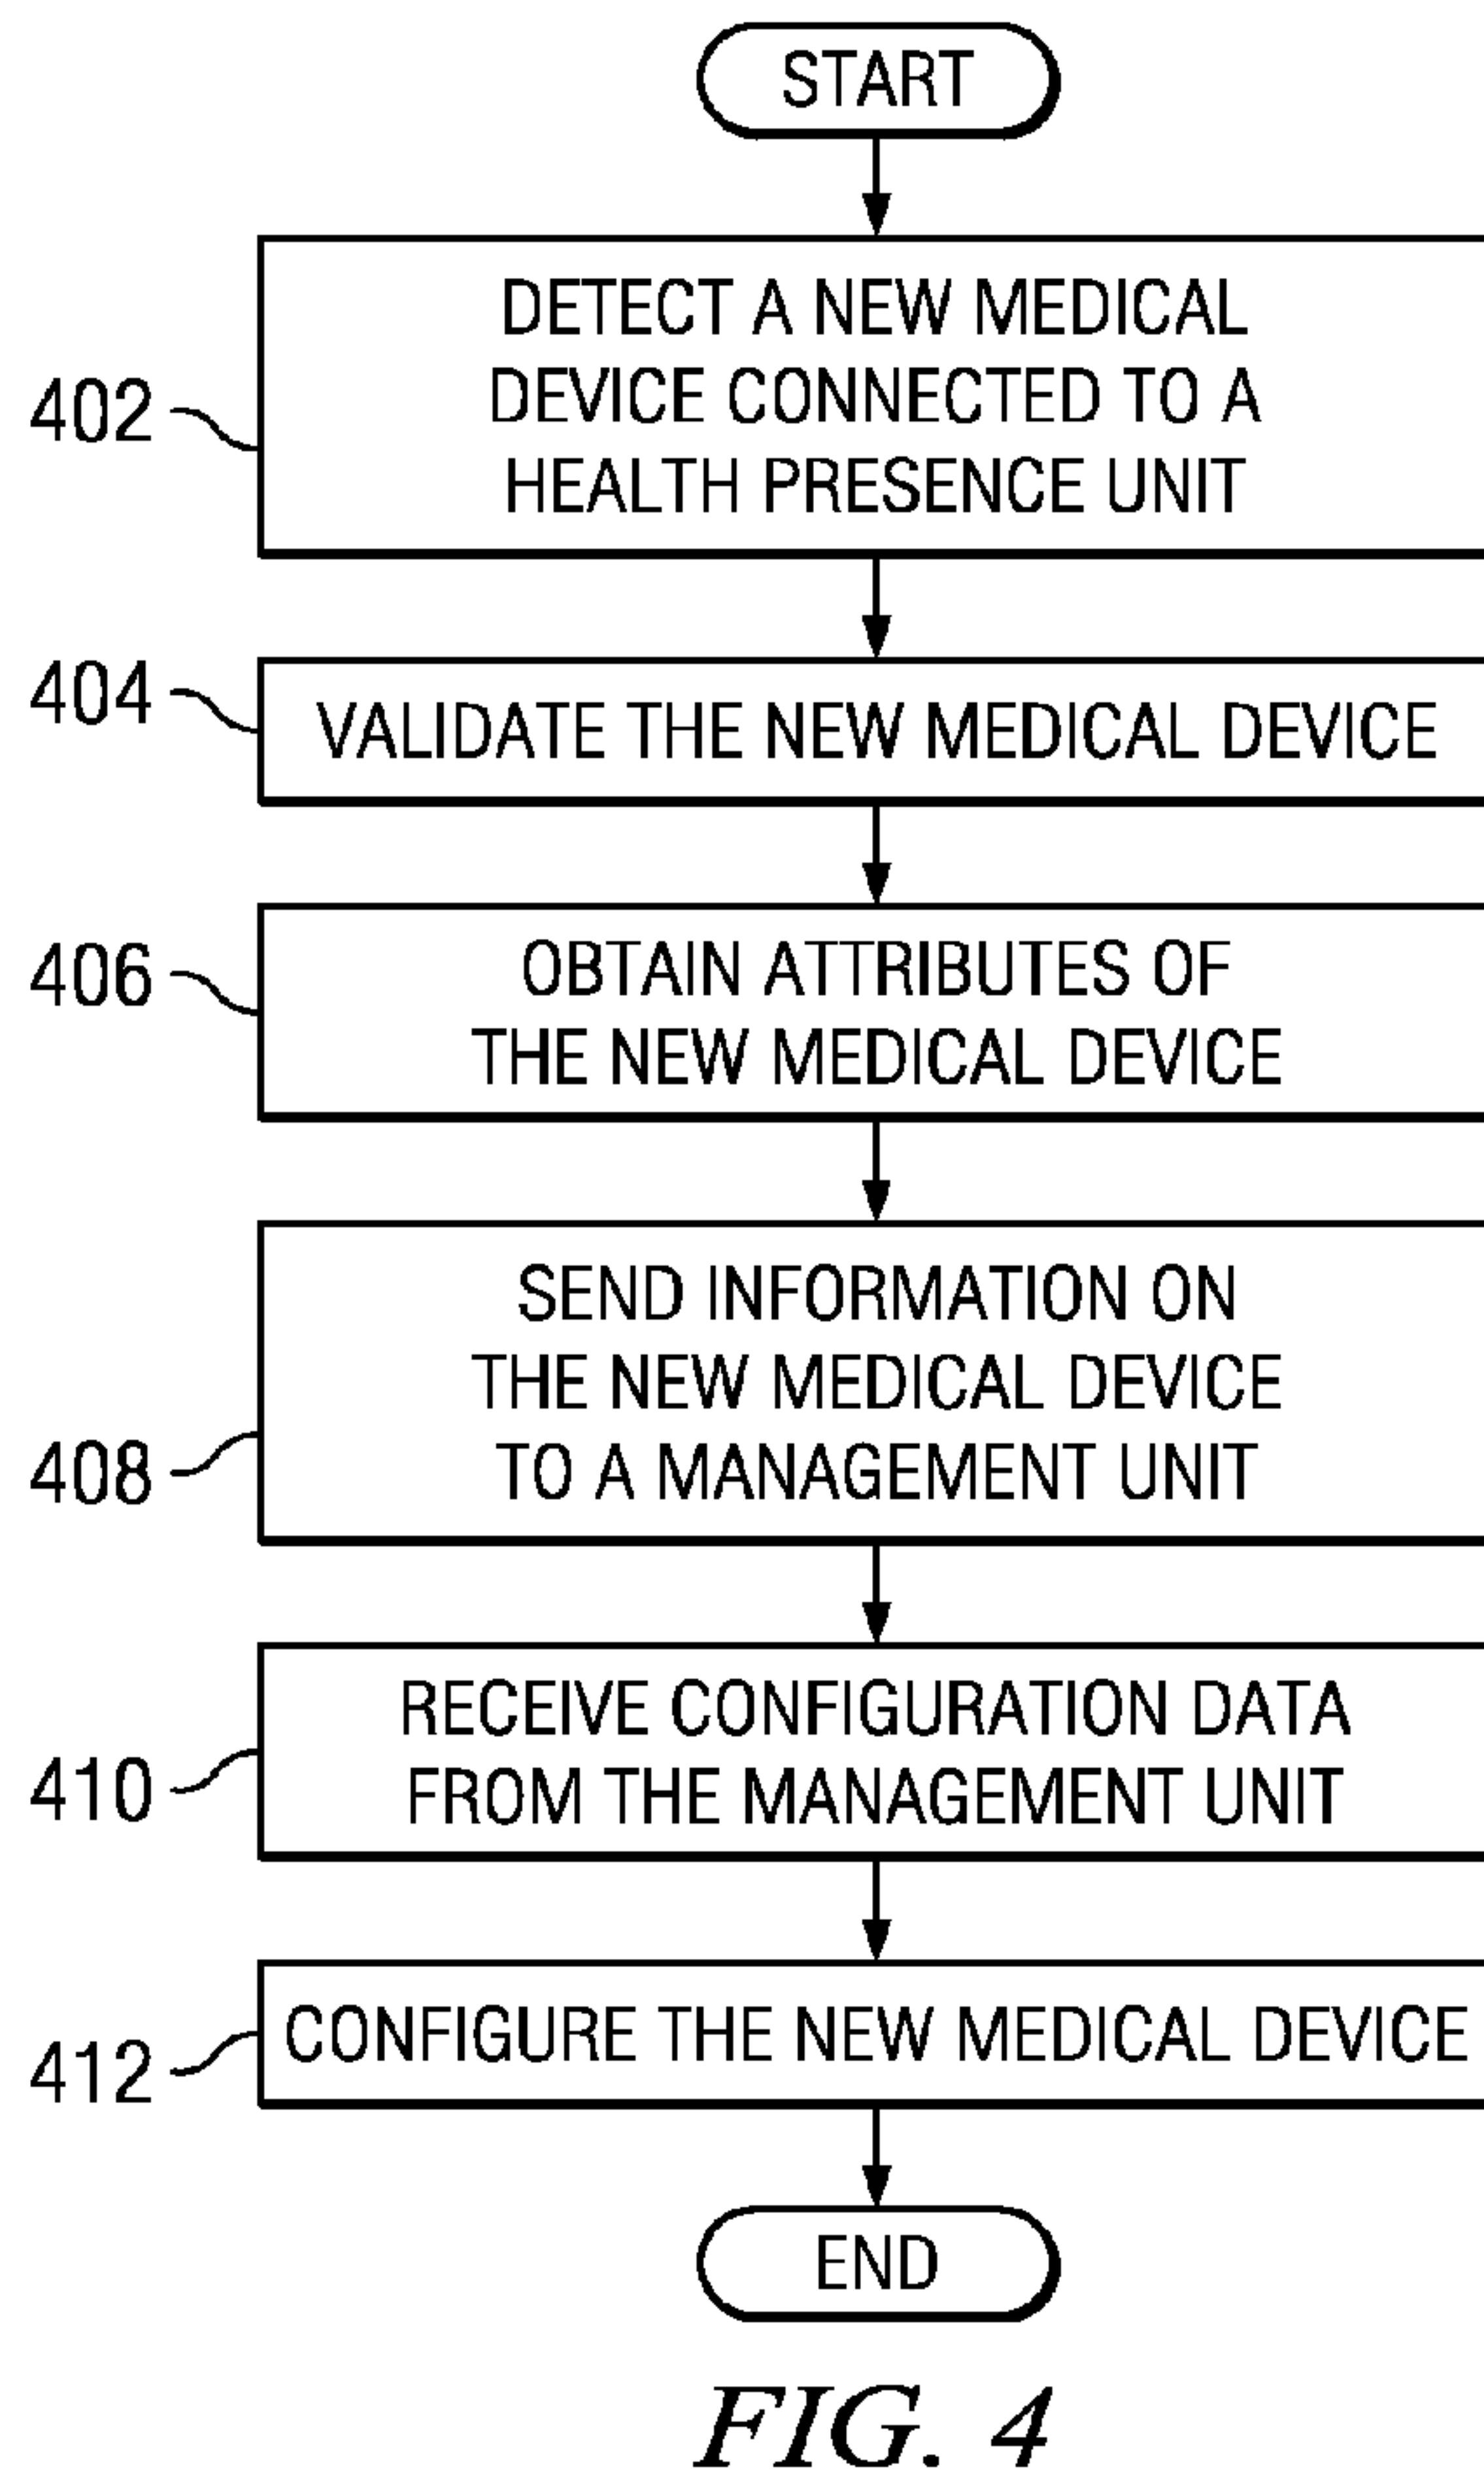 START
DETECT A NEW MEDICAL
DEVICE CONNECTED TO A
HEALTH PRESENCE UNIT
402
404
VALIDATE THE NEW MEDICAL DEVICE
406
OBTAIN ATTRIBUTES OF
THE NEW MEDICAL DEVICE
SEND INFORMATION ON
THE NEW MEDICAL DEVICE
TO A MANAGEMENT UNIT
408
RECEIVE CONFIGURATION DATA
FROM THE MANAGEMENT UNIT
410
CONFIGURE THE NEW MEDICAL DEVICE
412
END
FIG. 4